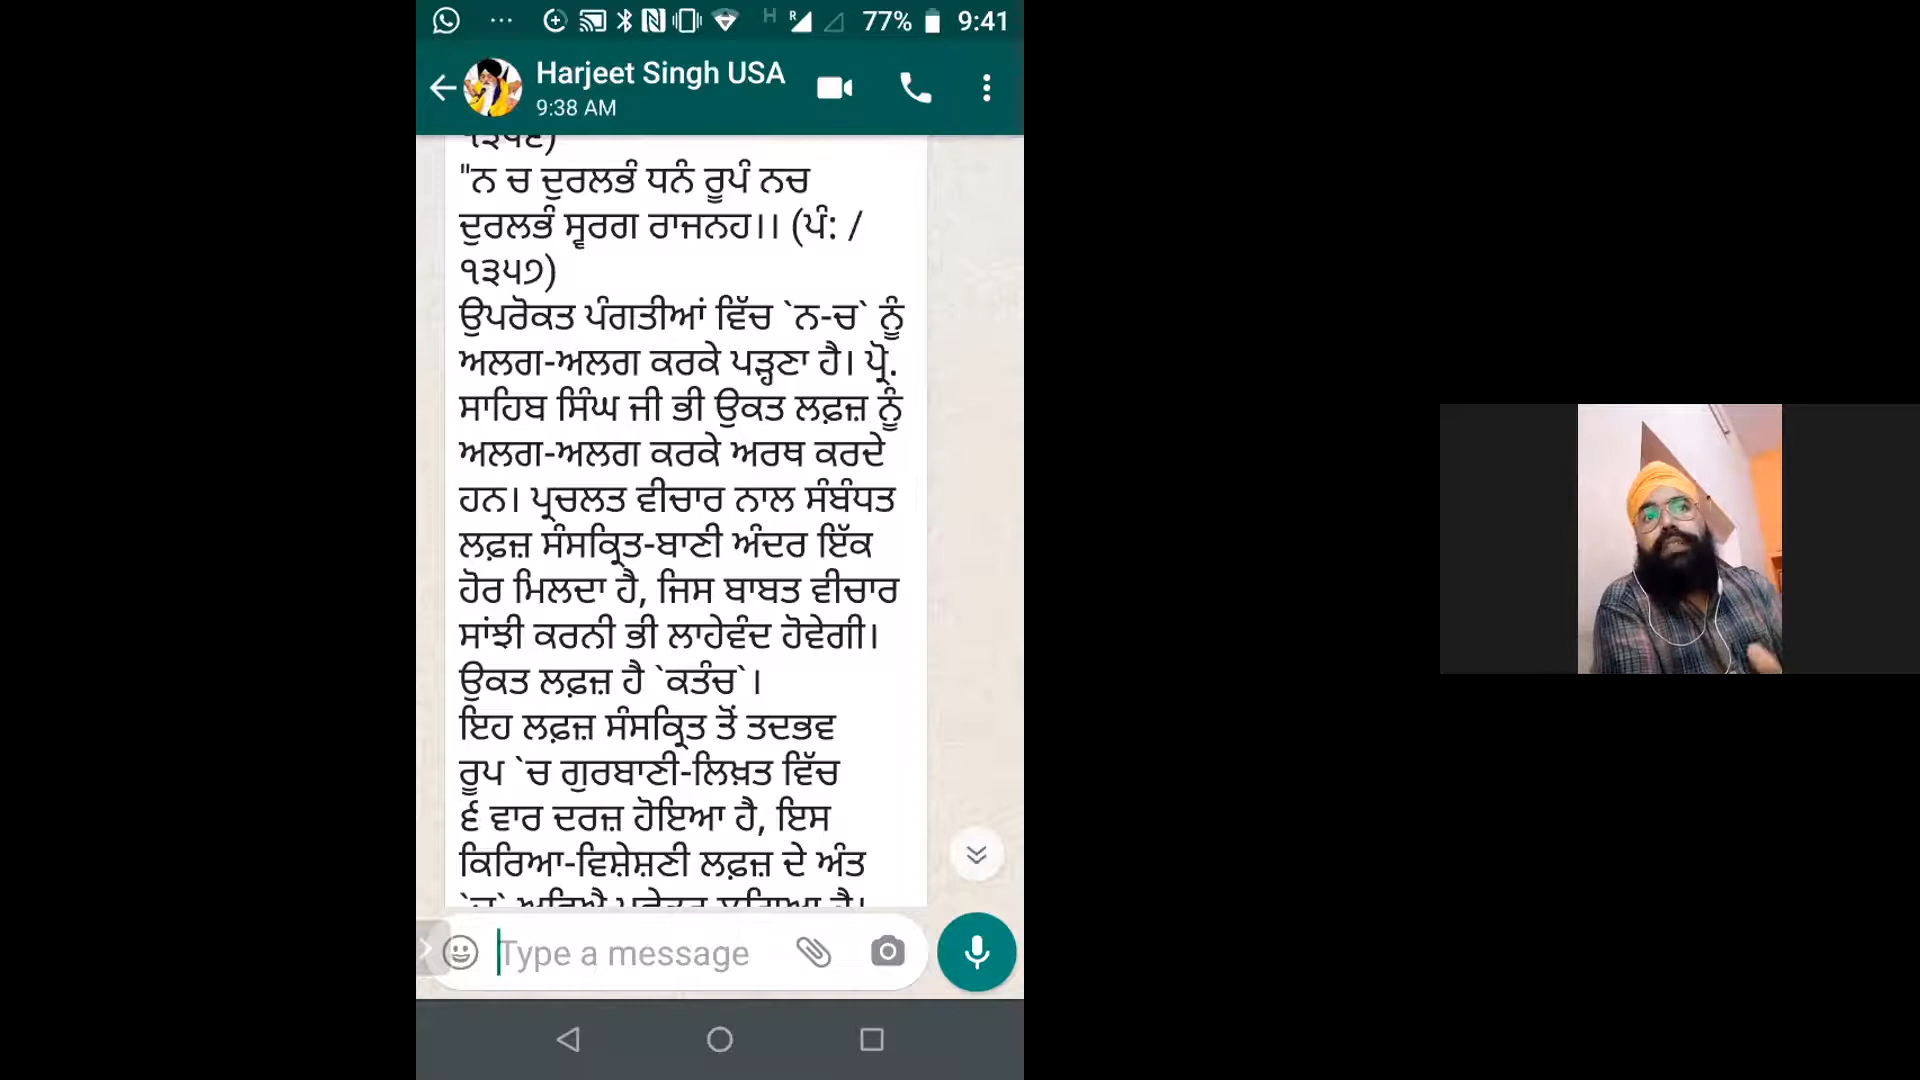 77% 9:41
Harjeet Singh USA
9:38 AM
੧੩੫੬)
"ਨ ਚ ਦੁਰਲਭੰ ਧਨੰ ਰੂਪੰ ਨਚ
ਦੁਰਲਭੰ ਸ੍ਵਰਗ ਰਾਜਨਹ।। (ਪੰ: /
੧੩੫੭)
ਉਪਰੋਕਤ ਪੰਗਤੀਆਂ ਵਿੱਚ `ਨ-ਚ` ਨੂੰ
ਅਲਗ-ਅਲਗ ਕਰਕੇ ਪੜ੍ਹਣਾ ਹੈ। ਪ੍ਰੋ.
ਸਾਹਿਬ ਸਿੰਘ ਜੀ ਭੀ ਉਕਤ ਲਫ਼ਜ਼ ਨੂੰ
ਅਲਗ-ਅਲਗ ਕਰਕੇ ਅਰਥ ਕਰਦੇ
ਹਨ। ਪ੍ਰਚਲਤ ਵੀਚਾਰ ਨਾਲ ਸੰਬੰਧਤ
ਲਫ਼ਜ਼ ਸੰਸਕ੍ਰਿਤ-ਬਾਣੀ ਅੰਦਰ ਇੱਕ
ਹੋਰ ਮਿਲਦਾ ਹੈ, ਜਿਸ ਬਾਬਤ ਵੀਚਾਰ
ਸਾਂਝੀ ਕਰਨੀ ਭੀ ਲਾਹੇਵੰਦ ਹੋਵੇਗੀ।
ਉਕਤ ਲਫ਼ਜ਼ ਹੈ `ਕਤੰਚ`।
ਇਹ ਲਫ਼ਜ਼ ਸੰਸਕ੍ਰਿਤ ਤੋਂ ਤਦਭਵ
ਰੂਪ `ਚ ਗੁਰਬਾਣੀ-ਲਿਖ਼ਤ ਵਿੱਚ
੬ ਵਾਰ ਦਰਜ਼ ਹੋਇਆ ਹੈ, ਇਸ
ਕਿਰਿਆ-ਵਿਸ਼ੇਸ਼ਣੀ ਲਫ਼ਜ਼ ਦੇ ਅੰਤ
Type a message